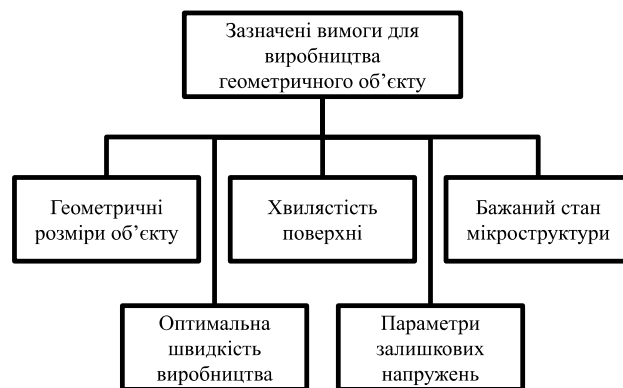 Зазначені вимоги для
виробництва
геометричного об’єкту
Геометричні
розміри об’єкту
Хвилястість
поверхні
Бажаний стан
мікроструктури
Оптимальна
швидкість
виробництва
Параметри
залишкових
напружень